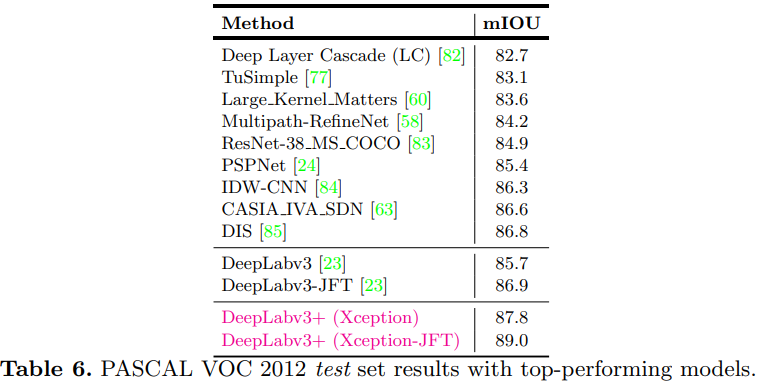 Method mIOU
Deep Layer Cascade (LC) [82] 82.7
TuSimple [77] 83.1
Large_Kernel_Matters [60] 83.6
Multipath-RefineNet [58] 84.2
ResNet-38_MS_COCO [83] 84.9
PSPNet [24] 85.4
IDW-CNN [84] 86.3
CASIA_IVA_SDN [63] 86.6
DIS [85] 86.8
DeepLabv3 [23] 85.7
DeepLabv3-JFT [23] 86.9
DeepLabv3+ (Xception) 87.8
DeepLabv3+ (Xception-JFT) 89.0
Table 6. PASCAL VOC 2012 test set results with top-performing models.